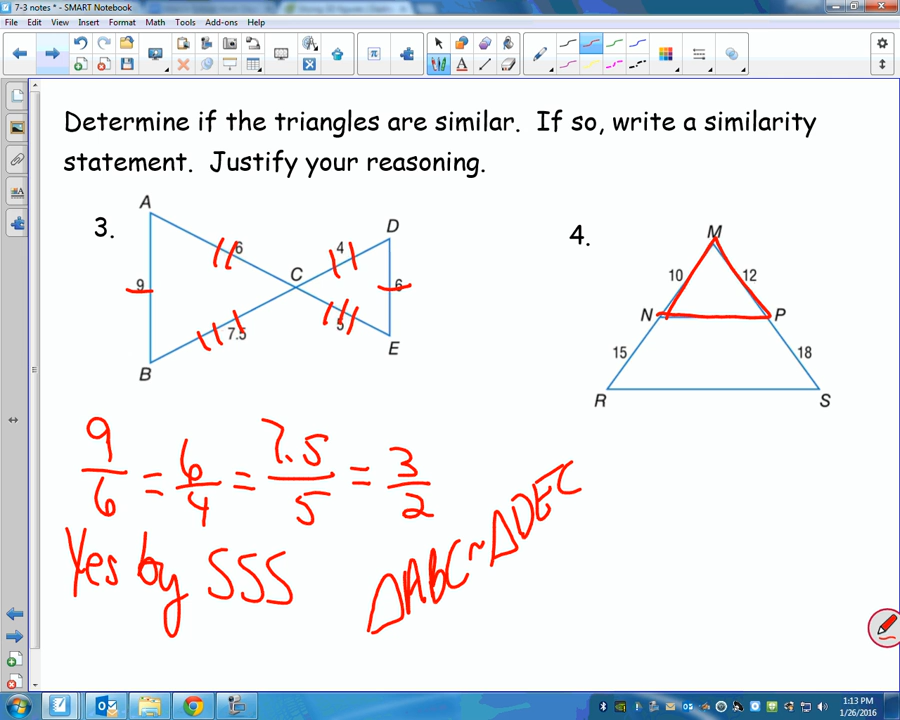 7-3 notes * - SMART Notebook
File Edit View Insert Format Math Tools Add-ons Help
Determine if the triangles are similar. If so, write a similarity
statement. Justify your reasoning.
3.
A
6
9
C
4
D
6
7.5
5
B
E
4.
M
10
12
N
P
15
18
R
S
9/6 = 6/4 = 7.5/5 = 3/2
Yes by SSS
△ABC~△DEC
1:13 PM
1/26/2016